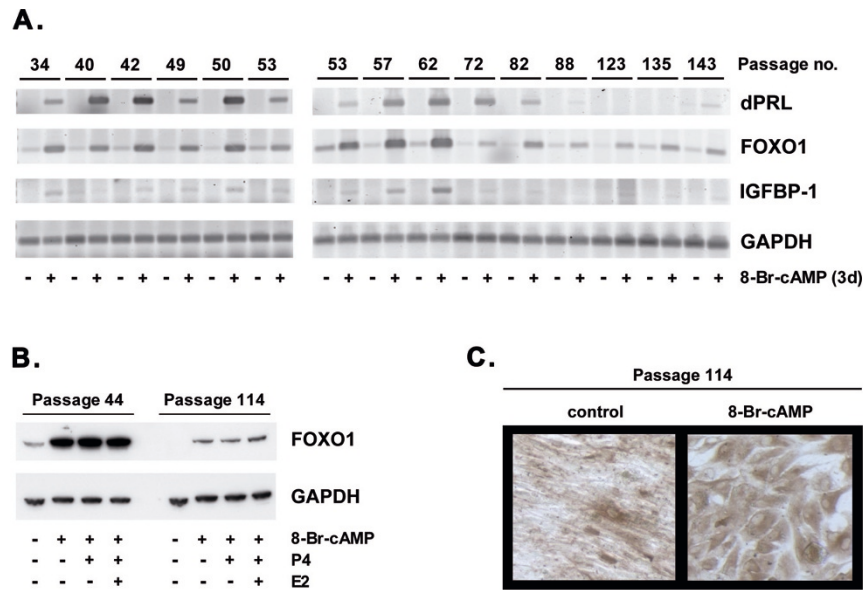 A.
34 40 42 49 50 53 53 57 62 72 82 88 123 135 143 Passage no.
dPRL
FOXO1
IGFBP-1
GAPDH
- + - + - + - + - + - + - + - + - + - + - + - + - + - + - + 8-Br-cAMP (3d)
B.
Passage 44 Passage 114
FOXO1
GAPDH
- + + + - + + + 8-Br-cAMP
- - + + - - + + P4
- - - + - - - + E2
C.
Passage 114
control 8-Br-cAMP